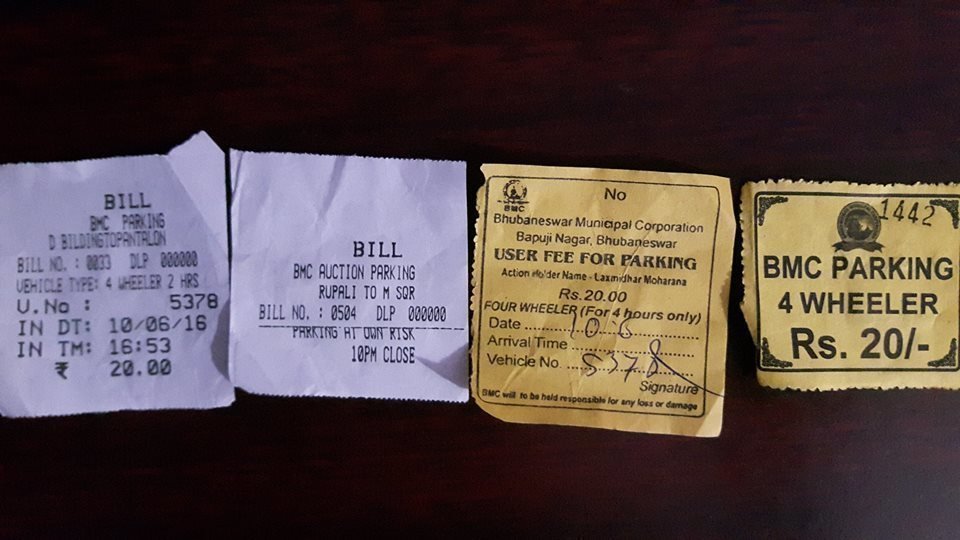 BILL
BMC PARKING
D BILDINGTOPANTALON
BILL NO. : 0033 DLP 000000
VEHICLE TYPE: 4 WHEELER 2 HRS
V.No : 5378
IN DT: 10/06/16
IN TM: 16:53
₹ 20.00
BILL
BMC AUCTION PARKING
RUPALI TO M SQR
BILL NO. : 0504 DLP 000000
PARKING AT OWN RISK
10PM CLOSE
BMC
No
Bhubaneswar Municipal Corporation
Bapuji Nagar, Bhubaneswar
USER FEE FOR PARKING
Action Holder Name - Laxmidhar Moharana
Rs.20.00
FOUR WHEELER (For 4 hours only)
Date 10.6
Arrival Time
Vehicle No. 5378
Signature
BMC will to be held responsible for any loss or damage
1442
BMC PARKING
4 WHEELER
Rs. 20/-